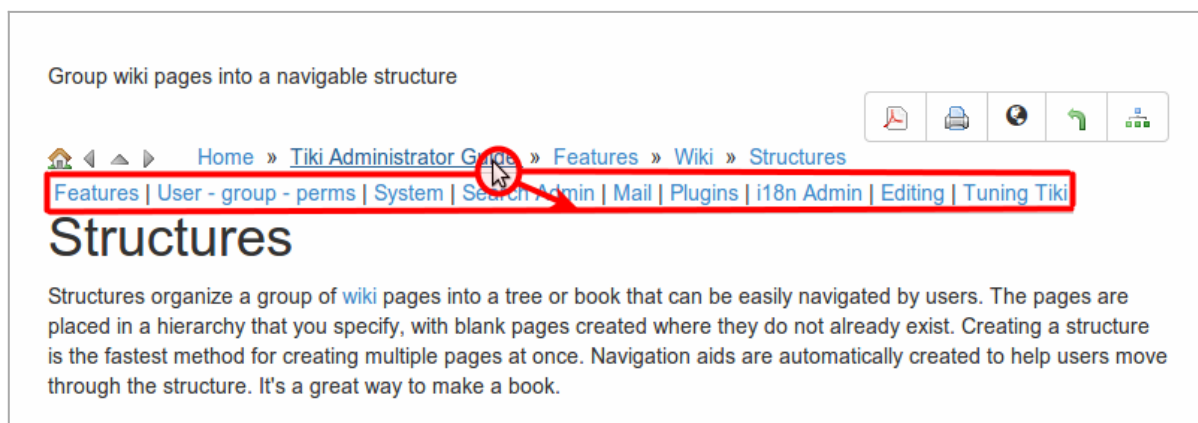 Group wiki pages into a navigable structure
Home » Tiki Administrator Guide » Features » Wiki » Structures
Features | User - group - perms | System | Search Admin | Mail | Plugins | i18n Admin | Editing | Tuning Tiki
Structures
Structures organize a group of wiki pages into a tree or book that can be easily navigated by users. The pages are
placed in a hierarchy that you specify, with blank pages created where they do not already exist. Creating a structure
is the fastest method for creating multiple pages at once. Navigation aids are automatically created to help users move
through the structure. It's a great way to make a book.